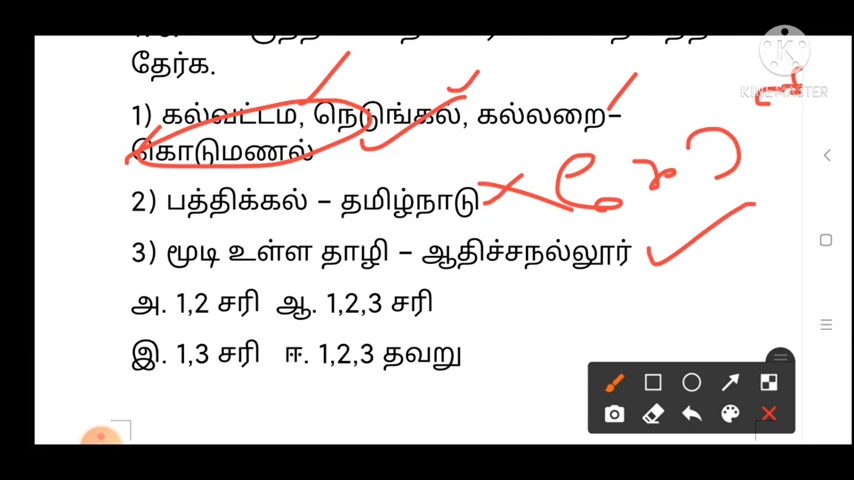 தேர்க.
KINEMASTER
1) கல்வட்டம், நெடுங்கல், கல்லறை–
கொடுமணல்
2) பத்திக்கல் – தமிழ்நாடு
3) மூடி உள்ள தாழி – ஆதிச்சநல்லூர்
அ. 1,2 சரி ஆ. 1,2,3 சரி
இ. 1,3 சரி ஈ. 1,2,3 தவறு